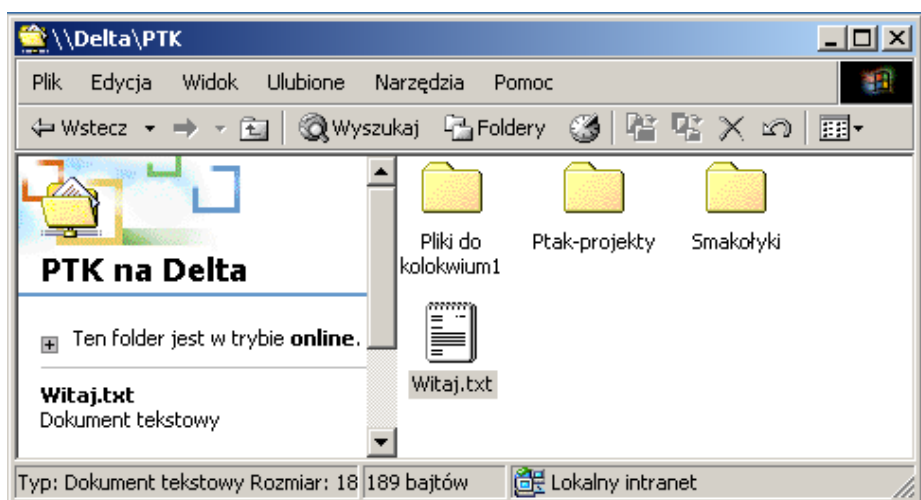 \\Delta\PTK
Plik Edycja Widok Ulubione Narzędzia Pomoc
Wstecz Wyszukaj Foldery
PTK na Delta
Ten folder jest w trybie online.
Witaj.txt
Dokument tekstowy
Pliki do
kolokwium1
Ptak-projekty
Smakołyki
Witaj.txt
Typ: Dokument tekstowy Rozmiar: 18 189 bajtów Lokalny intranet